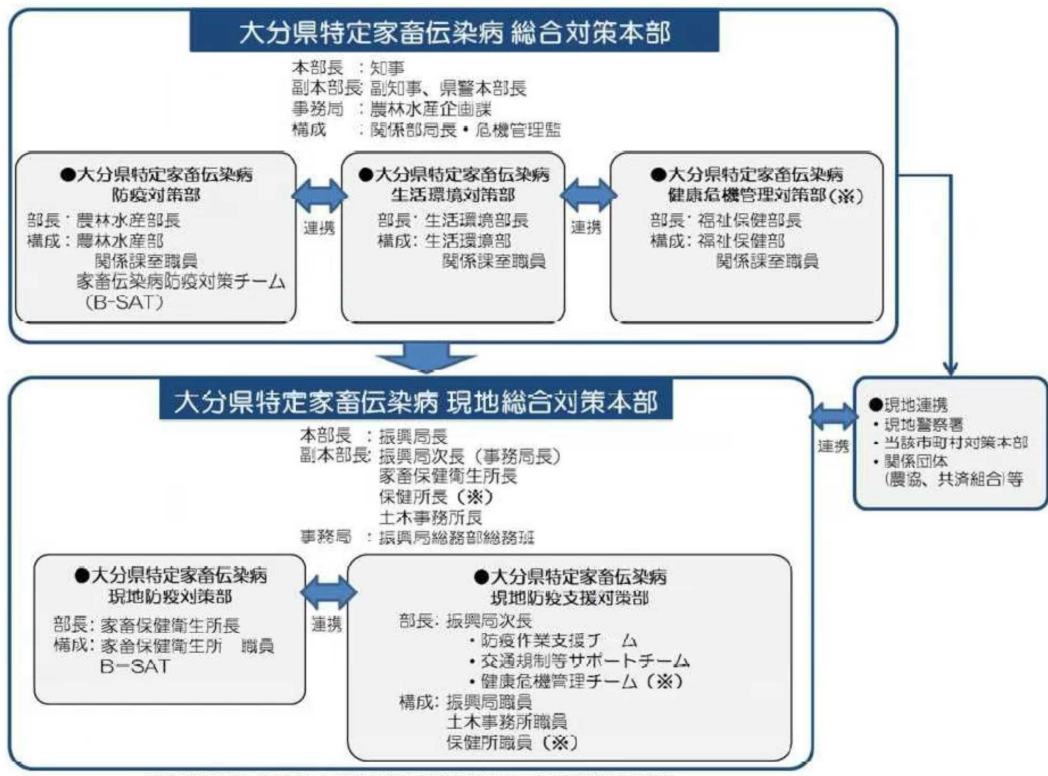 大分県特定家畜伝染病 総合対策本部
本部長 : 知事
副本部長: 副知事、県警本部長
事務局 : 農林水産企画課
構成 : 関係部局長・危機管理監
●大分県特定家畜伝染病
防疫対策部
部長: 農林水産部長
構成: 農林水産部
関係課室職員
家畜伝染病防疫対策チーム
(B-SAT)
連携
●大分県特定家畜伝染病
生活環境対策部
部長: 生活環境部長
構成: 生活環境部
関係課室職員
連携
●大分県特定家畜伝染病
健康危機管理対策部(※)
部長: 福祉保健部長
構成: 福祉保健部
関係課室職員
大分県特定家畜伝染病 現地総合対策本部
本部長 : 振興局長
副本部長: 振興局次長(事務局長)
家畜保健衛生所長
保健所長(※)
土木事務所長
事務局 : 振興局総務部総務班
●大分県特定家畜伝染病
現地防疫対策部
部長: 家畜保健衛生所長
構成: 家畜保健衛生所 職員
B-SAT
連携
●大分県特定家畜伝染病
現地防疫支援対策部
部長: 振興局次長
・防疫作業支援チーム
・交通規制等サポートチーム
・健康危機管理チーム(※)
構成: 振興局職員
土木事務所職員
保健所職員(※)
連携
●現地連携
・現地警察署
・当該市町村対策本部
・関係団体
(農協、共済組合)等